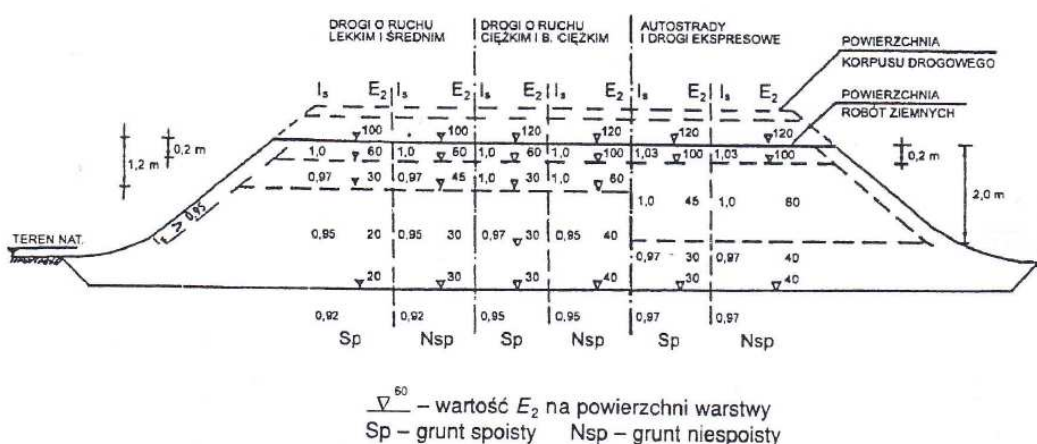 DROGI O RUCHU
LEKKIM I ŚREDNIM
DROGI O RUCHU
CIĘŻKIM I B. CIĘŻKIM
AUTOSTRADY
I DROGI EKSPRESOWE
POWIERZCHNIA
KORPUSU DROGOWEGO
POWIERZCHNIA
ROBÓT ZIEMNYCH
Is E2 Is E2 Is E2 Is E2 Is E2 Is E2
100 100 120 120 120 120
1,2 m 0,2 m 1,0 60 1,0 60 1,0 60 1,0 100 1,03 100 1,03 100 0,2 m
0,97 30 0,97 45 1,0 30 1,0 60
Is ≥ 0,95 1,0 45 1,0 60 2,0 m
TEREN NAT. 0,95 20 0,95 30 0,97 30 0,95 40
0,97 30 0,97 40
20 30 30 40 30 40
0,92 0,92 0,95 0,95 0,97 0,97
Sp Nsp Sp Nsp Sp Nsp
60 – wartość E2 na powierzchni warstwy
Sp – grunt spoisty Nsp – grunt niespoisty